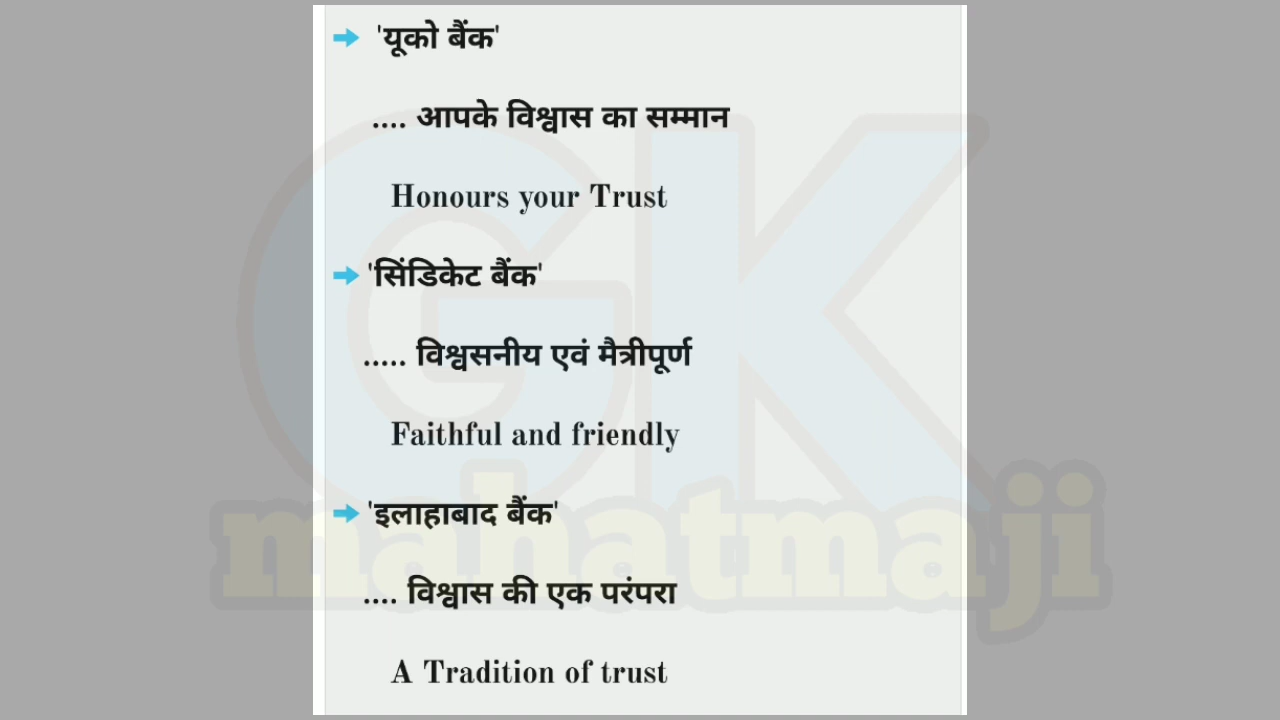 'यूको बैंक'
.... आपके विश्वास का सम्मान
Honours your Trust
'सिंडिकेट बैंक'
..... विश्वसनीय एवं मैत्रीपूर्ण
Faithful and friendly
'इलाहाबाद बैंक'
.... विश्वास की एक परंपरा
A Tradition of trust
GK
mahatmaji